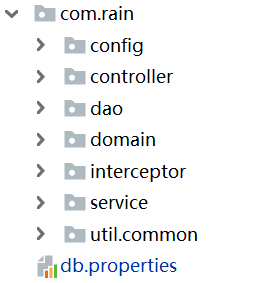 com.rain
config
controller
dao
domain
interceptor
service
util.common
db.properties